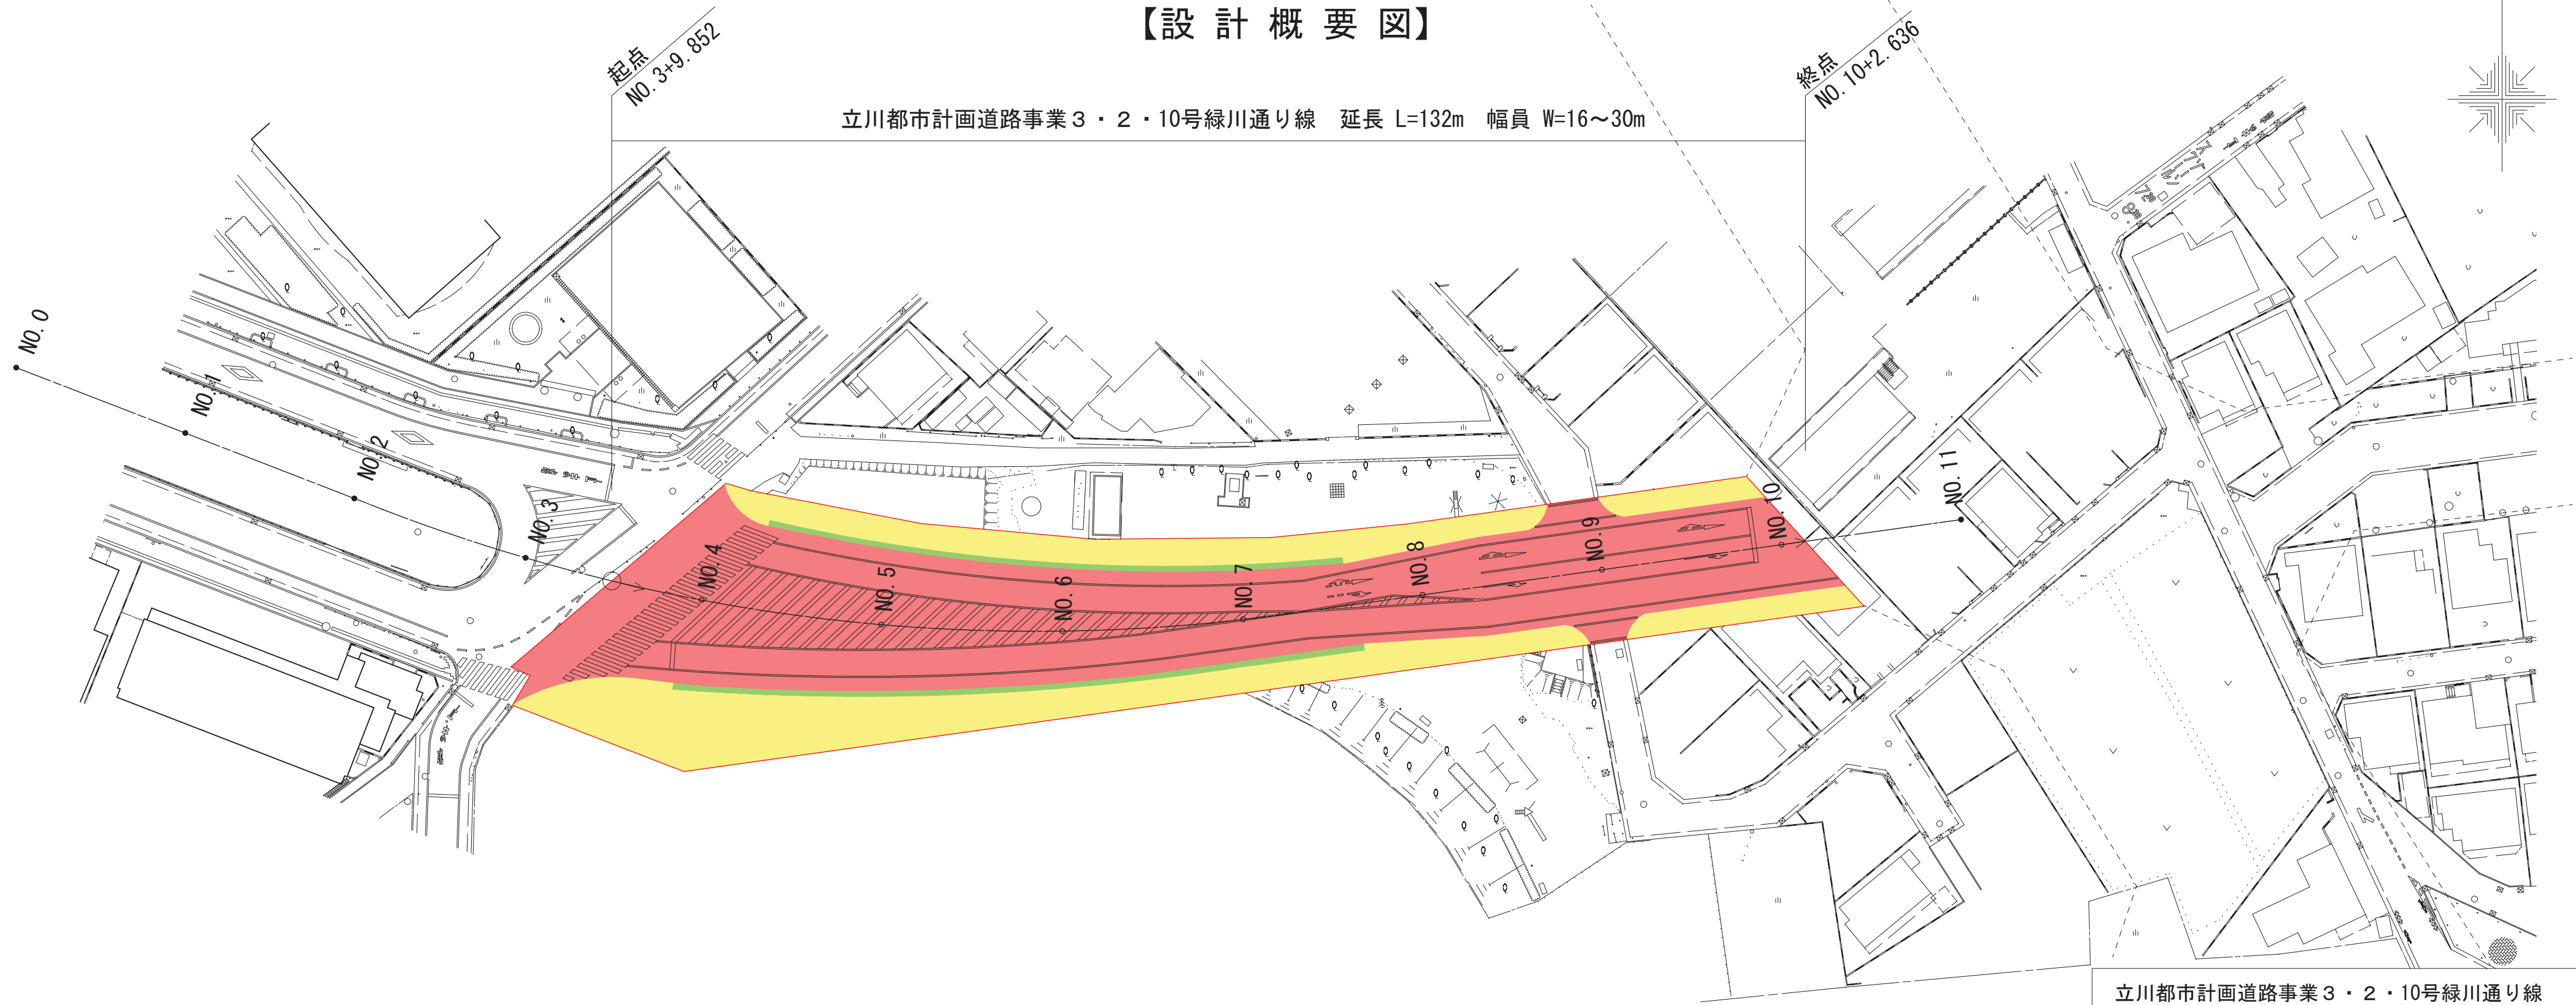 【設 計 概 要 図】
起点
NO.3+9.852
終点
NO.10+2.636
立川都市計画道路事業３・２・10号緑川通り線　延長 L=132m　幅員 W=16～30m
NO.0
NO.1
NO.2
NO.3
NO.4
NO.5
NO.6
NO.7
NO.8
NO.9
NO.10
NO.11
立川都市計画道路事業３・２・10号緑川通り線